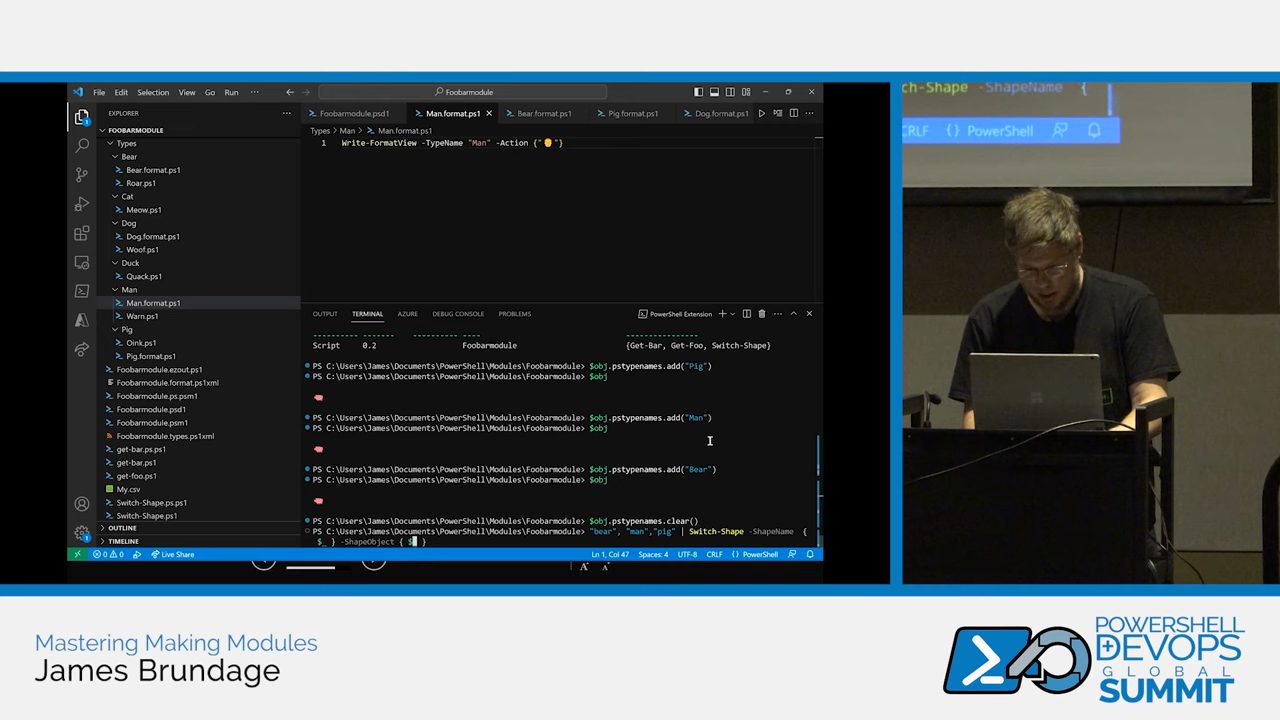 File Edit Selection View Go Run ... Foobarmodule
EXPLORER
FOOBARMODULE
Types
Bear
Bear.format.ps1
Roar.ps1
Cat
Meow.ps1
Dog
Dog.format.ps1
Woof.ps1
Duck
Quack.ps1
Man
Man.format.ps1
Warn.ps1
Pig
Oink.ps1
Pig.format.ps1
Foobarmodule.ezout.ps1
Foobarmodule.format.ps1xml
Foobarmodule.ps.psm1
Foobarmodule.psd1
Foobarmodule.psm1
Foobarmodule.types.ps1xml
get-bar.ps.ps1
get-bar.ps1
get-foo.ps1
My.csv
Switch-Shape.ps.ps1
Switch-Shape.ps1
OUTLINE
TIMELINE
Foobarmodule.psd1 Man.format.ps1 Bear.format.ps1 Pig.format.ps1 Dog.format.ps1
Types > Man > Man.format.ps1
1 Write-FormatView -TypeName "Man" -Action {"👨"}
OUTPUT TERMINAL AZURE DEBUG CONSOLE PROBLEMS PowerShell Extension
Script 0.2 Foobarmodule {Get-Bar, Get-Foo, Switch-Shape}
PS C:\Users\James\Documents\PowerShell\Modules\Foobarmodule> $obj.pstypenames.add("Pig")
PS C:\Users\James\Documents\PowerShell\Modules\Foobarmodule> $obj
PS C:\Users\James\Documents\PowerShell\Modules\Foobarmodule> $obj.pstypenames.add("Man")
PS C:\Users\James\Documents\PowerShell\Modules\Foobarmodule> $obj
PS C:\Users\James\Documents\PowerShell\Modules\Foobarmodule> $obj.pstypenames.add("Bear")
PS C:\Users\James\Documents\PowerShell\Modules\Foobarmodule> $obj
PS C:\Users\James\Documents\PowerShell\Modules\Foobarmodule> $obj.pstypenames.clear()
PS C:\Users\James\Documents\PowerShell\Modules\Foobarmodule> "bear", "man","pig" | Switch-Shape -ShapeName {
$_ } -ShapeObject { $ }
0 0 Live Share Ln 1, Col 47 Spaces: 4 UTF-8 CRLF {} PowerShell
ch-Shape -ShapeName {
CRLF {} PowerShell
Mastering Making Modules
James Brundage
POWERSHELL
DEVOPS
GLOBAL
SUMMIT